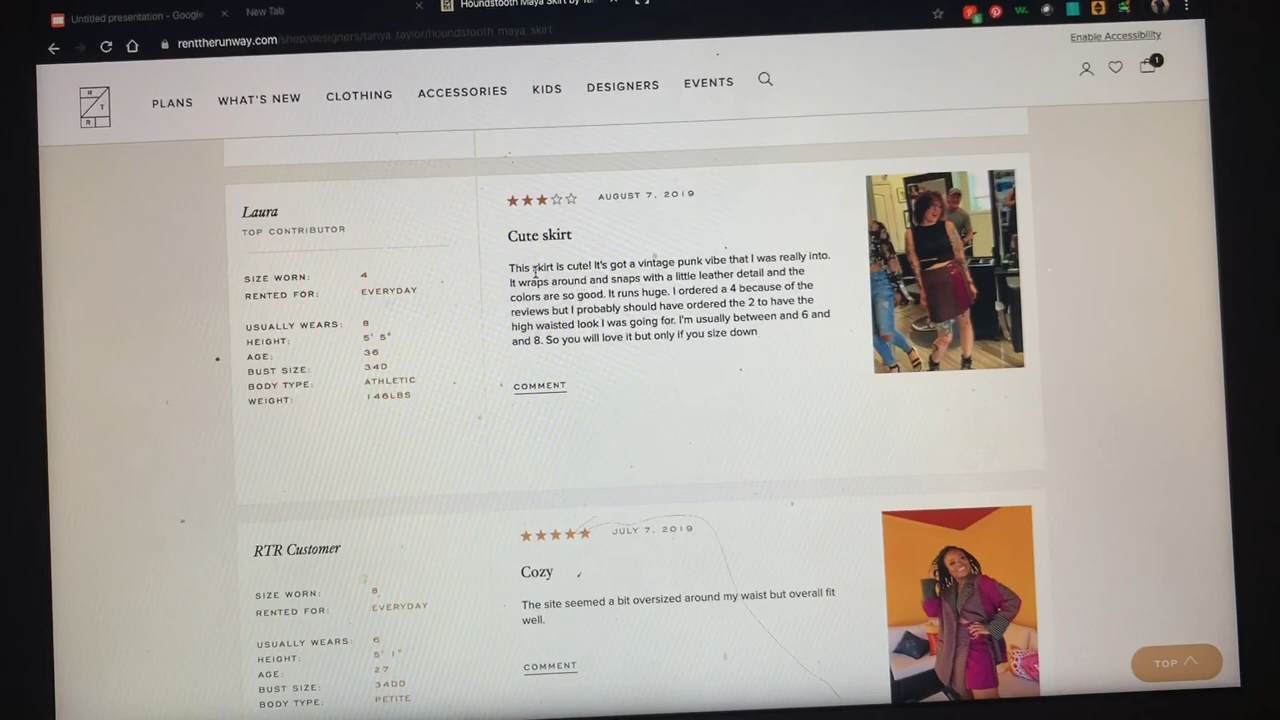 Untitled presentation - Google
New Tab
Houndstooth Maya Skirt by
renttherunway.com/shop/designers/tanya_taylor/houndstooth_maya_skirt
Enable Accessibility
R
T
R
PLANS WHAT'S NEW CLOTHING ACCESSORIES KIDS DESIGNERS EVENTS
1
Laura
TOP CONTRIBUTOR
SIZE WORN: 4
RENTED FOR: EVERYDAY
USUALLY WEARS: 8
HEIGHT: 5' 5"
AGE: 36
BUST SIZE: 34D
BODY TYPE: ATHLETIC
WEIGHT: 146LBS
AUGUST 7, 2019
Cute skirt
This skirt is cute! It's got a vintage punk vibe that I was really into.
It wraps around and snaps with a little leather detail and the
colors are so good. It runs huge. I ordered a 4 because of the
reviews but I probably should have ordered the 2 to have the
high waisted look I was going for. I'm usually between and 6 and
and 8. So you will love it but only if you size down
COMMENT
RTR Customer
SIZE WORN: 8
RENTED FOR: EVERYDAY
USUALLY WEARS: 6
HEIGHT: 5' 1"
AGE: 27
BUST SIZE: 34DD
BODY TYPE: PETITE
JULY 7, 2019
Cozy
The site seemed a bit oversized around my waist but overall fit
well.
COMMENT
TOP